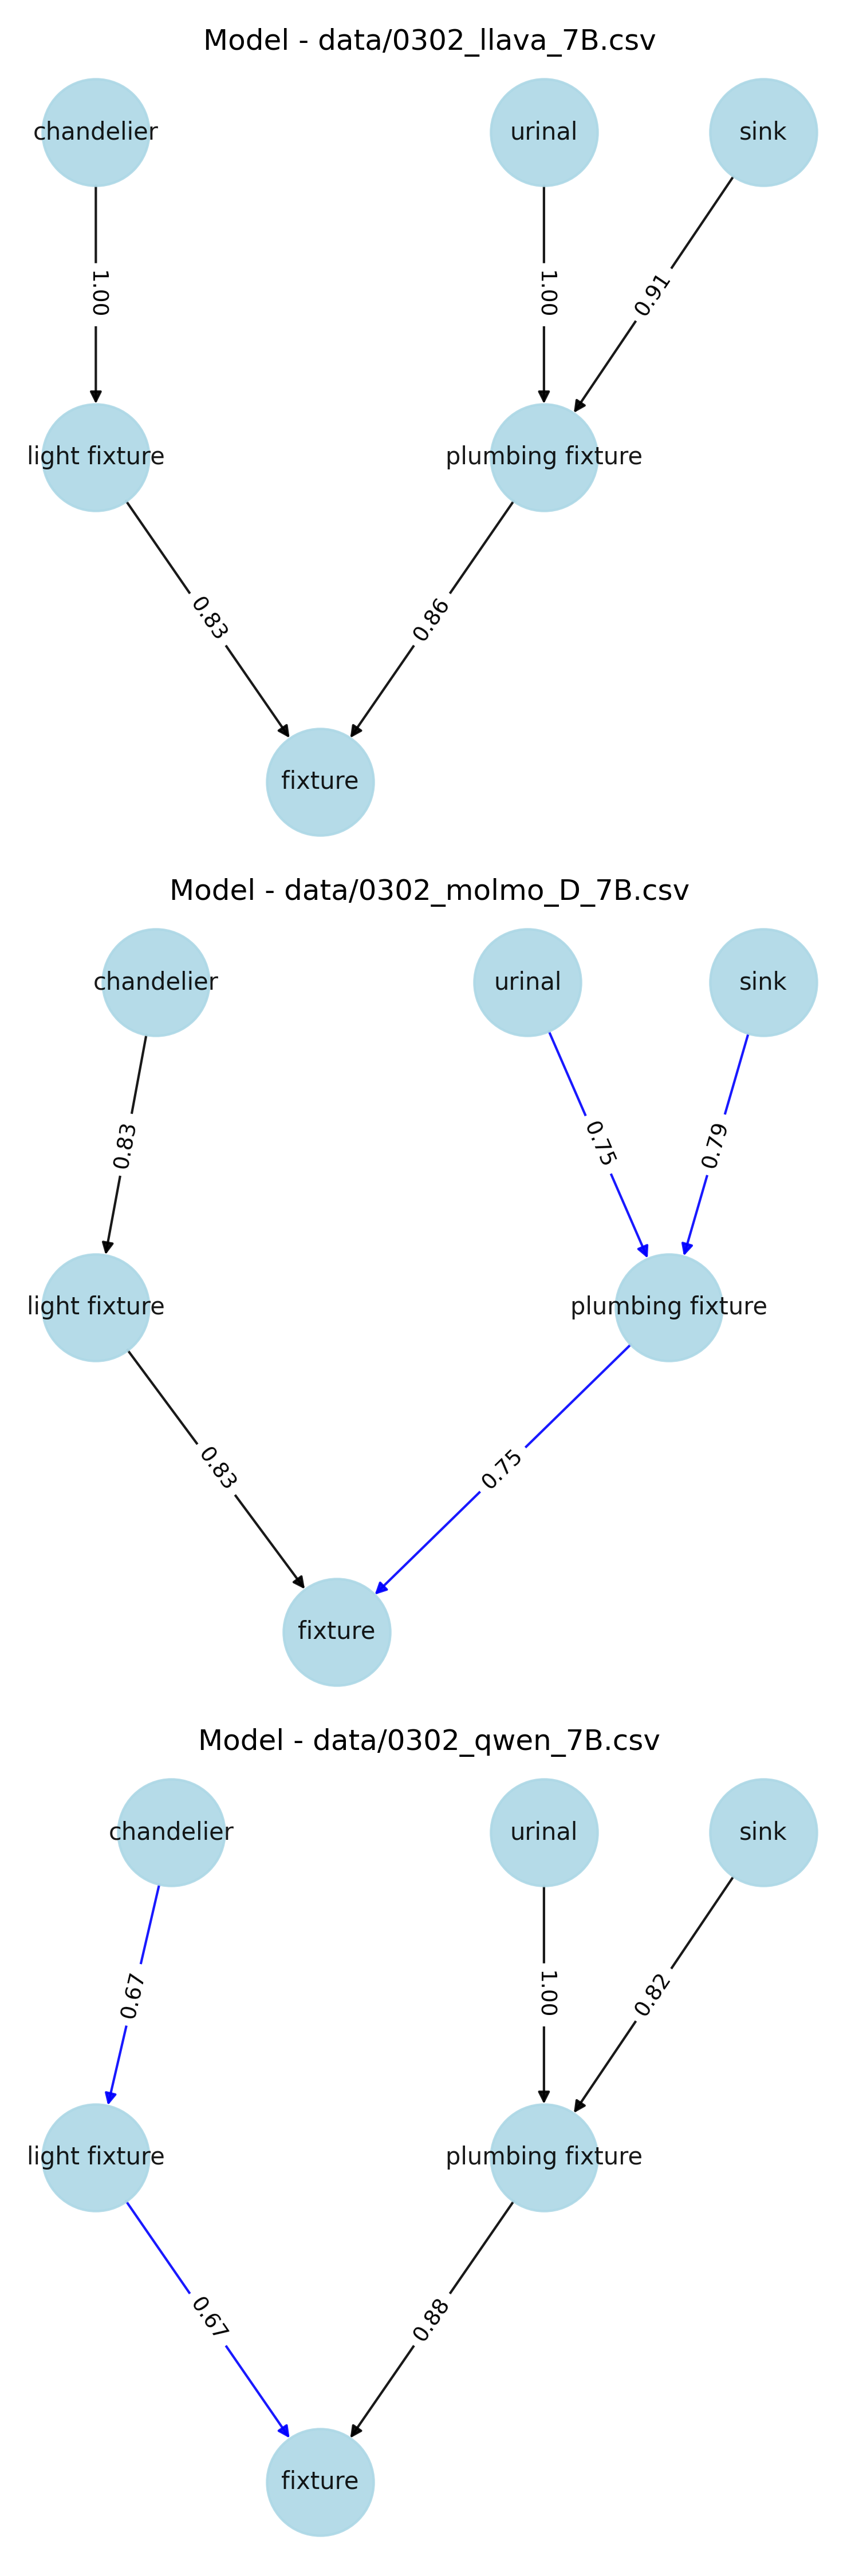 Model - data/0302_llava_7B.csv
chandelier
urinal
sink
1.00
1.00
0.91
light fixture
plumbing fixture
0.83
0.86
fixture
Model - data/0302_molmo_D_7B.csv
chandelier
urinal
sink
0.83
0.75
0.79
light fixture
plumbing fixture
0.83
0.75
fixture
Model - data/0302_qwen_7B.csv
chandelier
urinal
sink
0.67
1.00
0.82
light fixture
plumbing fixture
0.67
0.88
fixture